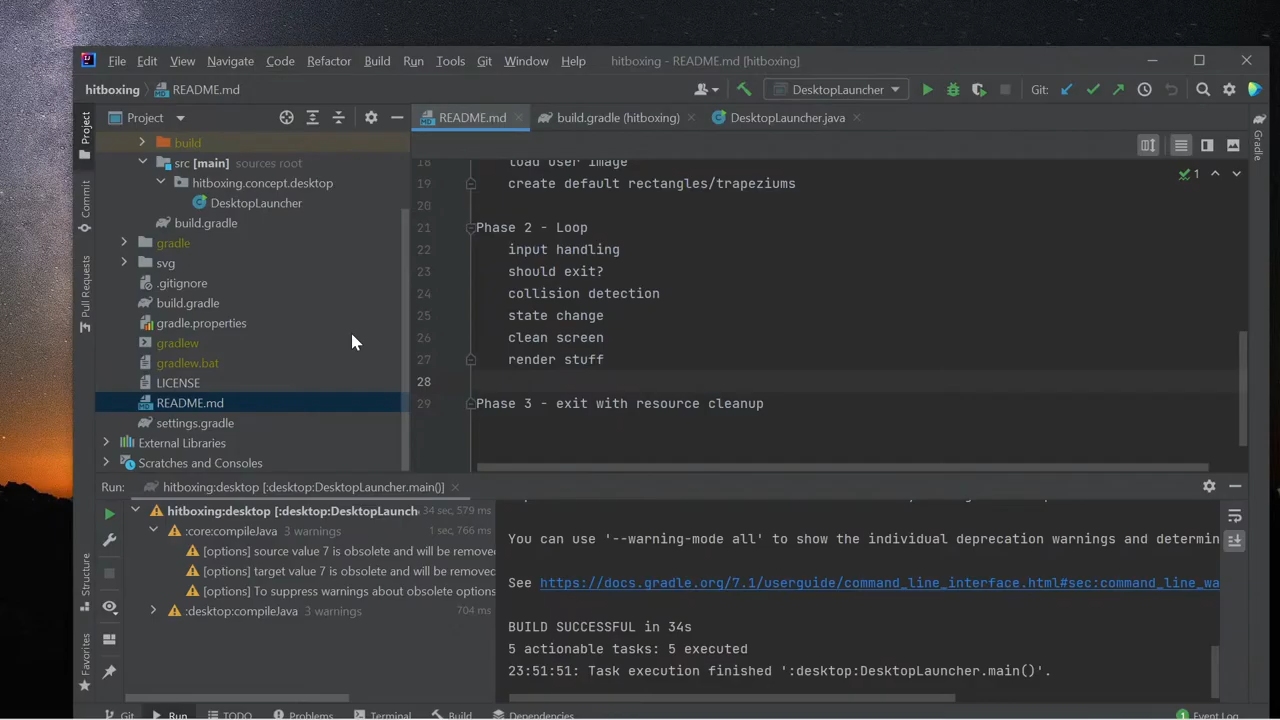 File Edit View Navigate Code Refactor Build Run Tools Git Window Help hitboxing - README.md [hitboxing]
hitboxing README.md DesktopLauncher Git:
Project
README.md build.gradle (hitboxing) DesktopLauncher.java
Project
Commit
Pull Requests
Structure
Favorites
Gradle
build
src [main] sources root
hitboxing.concept.desktop
DesktopLauncher
build.gradle
gradle
svg
.gitignore
build.gradle
gradle.properties
gradlew
gradlew.bat
LICENSE
README.md
settings.gradle
External Libraries
Scratches and Consoles
18 load user image
19 create default rectangles/trapeziums
20
21 Phase 2 - Loop
22 input handling
23 should exit?
24 collision detection
25 state change
26 clean screen
27 render stuff
28
29 Phase 3 - exit with resource cleanup
1
Run: hitboxing:desktop [:desktop:DesktopLauncher.main()]
hitboxing:desktop [:desktop:DesktopLaunch 34 sec, 579 ms
:core:compileJava 3 warnings 1 sec, 766 ms
[options] source value 7 is obsolete and will be remove
[options] target value 7 is obsolete and will be remove
[options] To suppress warnings about obsolete options
:desktop:compileJava 3 warnings 704 ms
You can use '--warning-mode all' to show the individual deprecation warnings and determin
See https://docs.gradle.org/7.1/userguide/command_line_interface.html#sec:command_line_wa
BUILD SUCCESSFUL in 34s
5 actionable tasks: 5 executed
23:51:51: Task execution finished ':desktop:DesktopLauncher.main()'.
Git Run TODO Problems Terminal Build Dependencies 1 Event Log